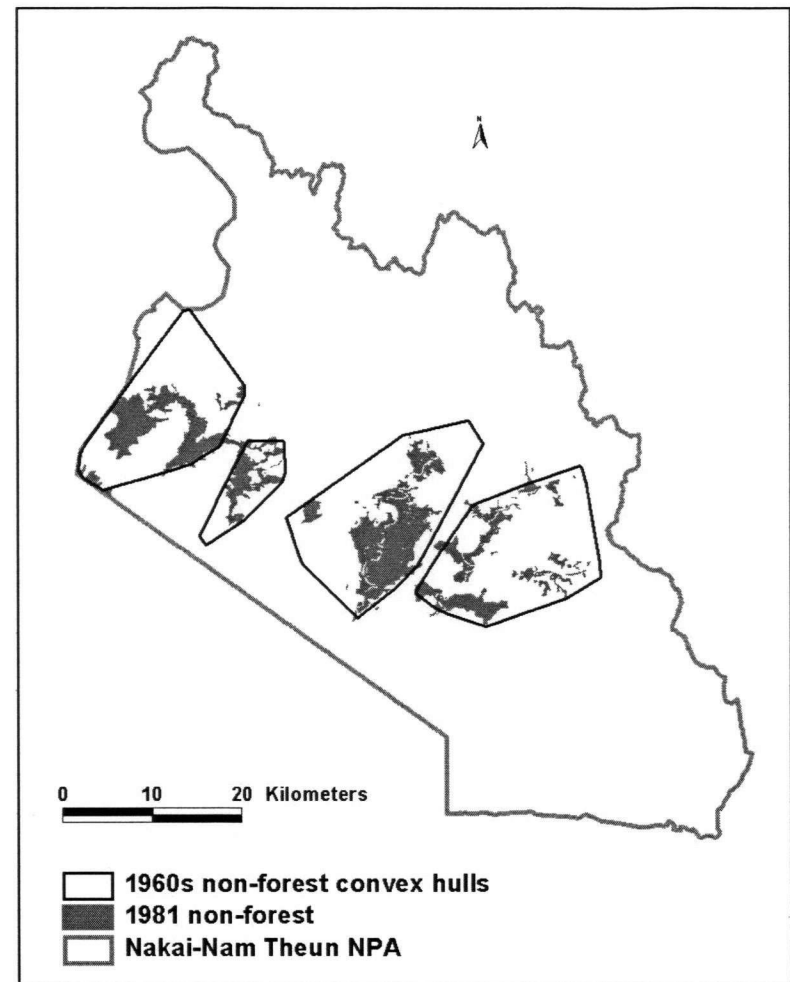 N
0 10 20 Kilometers
1960s non-forest convex hulls
1981 non-forest
Nakai-Nam Theun NPA